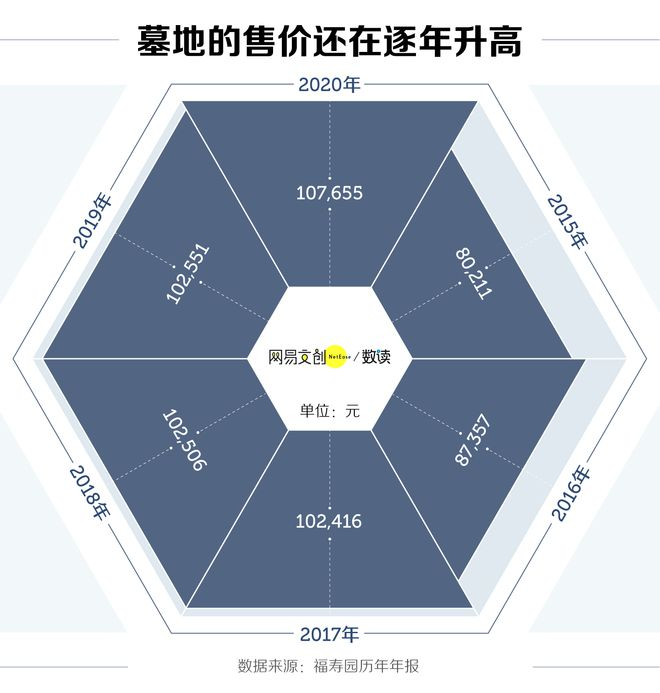 墓地的售价还在逐年升高
2020年
107,655
2019年
102,551
2015年
80,211
网易文创 NetEase / 数读
单位：元
2018年
102,506
2016年
87,357
102,416
2017年
数据来源：福寿园历年年报